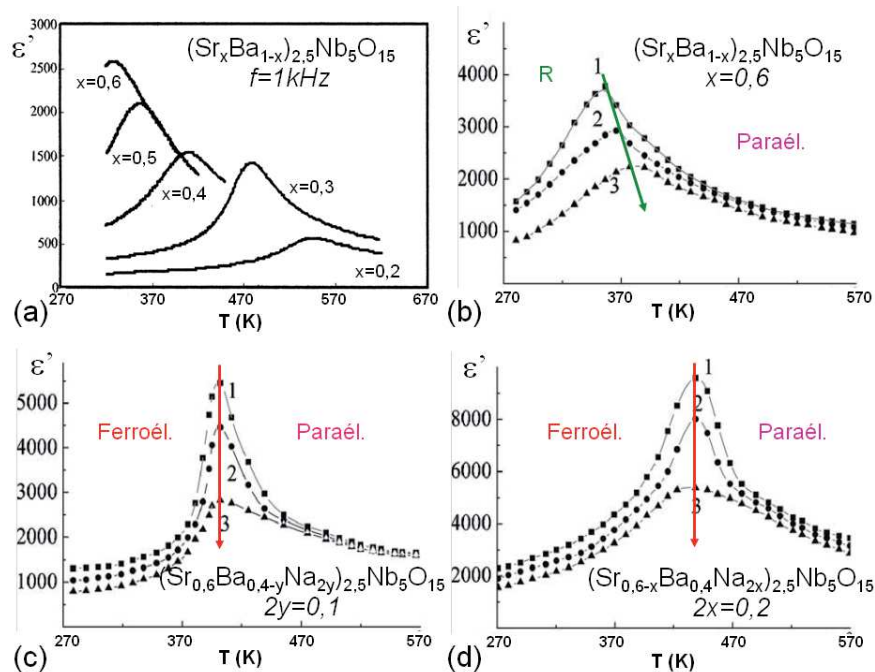 3000
ε'
2500
2000
1500
1000
500
0
(SrₓBa₁₋ₓ)₂,₅Nb₅O₁₅
f=1kHz
x=0,6
x=0,5
x=0,4
x=0,3
x=0,2
270 370 470 570 670
(a) T (K)
ε'
4000
3000
2000
1000
(SrₓBa₁₋ₓ)₂,₅Nb₅O₁₅
x=0,6
R
1
2
3
Paraél.
270 370 470 570
(b) T (K)
ε'
5000
4000
3000
2000
1000
Ferroél.
1
2
3
Paraél.
(Sr₀,₆Ba₀,₄₋yNa₂y)₂,₅Nb₅O₁₅
2y=0,1
270 370 470 570
(c) T (K)
ε'
8000
6000
4000
2000
Ferroél.
1
2
3
Paraél.
(Sr₀,₆₋ₓBa₀,₄Na₂ₓ)₂,₅Nb₅O₁₅
2x=0,2
270 370 470 570
(d) T (K)